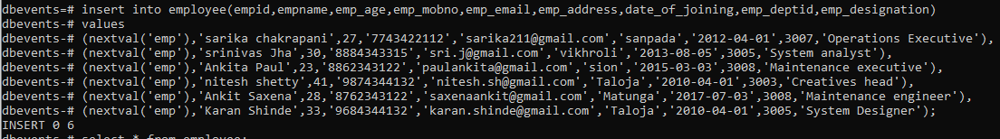 dbevents=# insert into employee(empid,empname,emp_age,emp_mobno,emp_email,emp_address,date_of_joining,emp_deptid,emp_designation)
dbevents-# values
dbevents-# (nextval('emp'),'sarika chakrapani',27,'7743422112','sarika211@gmail.com','sanpada','2012-04-01',3007,'Operations Executive'),
dbevents-# (nextval('emp'),'srinivas Jha',30,'8884343315','sri.j@gmail.com','vikhroli','2013-08-05',3005,'System analyst'),
dbevents-# (nextval('emp'),'Ankita Paul',23,'8862343122','paulankita@gmail.com','sion','2015-03-03',3008,'Maintenance executive'),
dbevents-# (nextval('emp'),'nitesh shetty',41,'9874344132','nitesh.sh@gmail.com','Taloja','2010-04-01',3003,'Creatives head'),
dbevents-# (nextval('emp'),'Ankit Saxena',28,'8762343122','saxenaankit@gmail.com','Matunga','2017-07-03',3008,'Maintenance engineer'),
dbevents-# (nextval('emp'),'Karan Shinde',33,'9684344132','karan.shinde@gmail.com','Taloja','2010-04-01',3005,'System Designer');
INSERT 0 6
dbevents=# select * from employee;